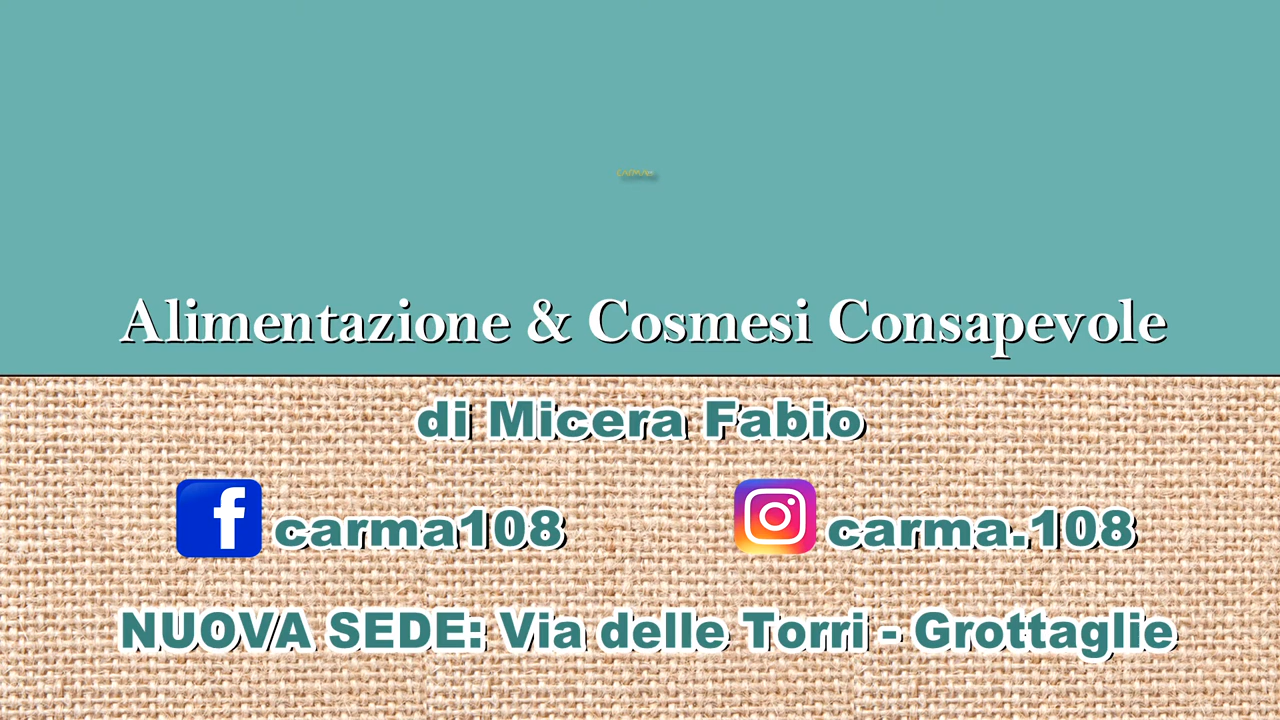 Alimentazione & Cosmesi Consapevole
di Micera Fabio
carma108 carma.108
NUOVA SEDE: Via delle Torri - Grottaglie